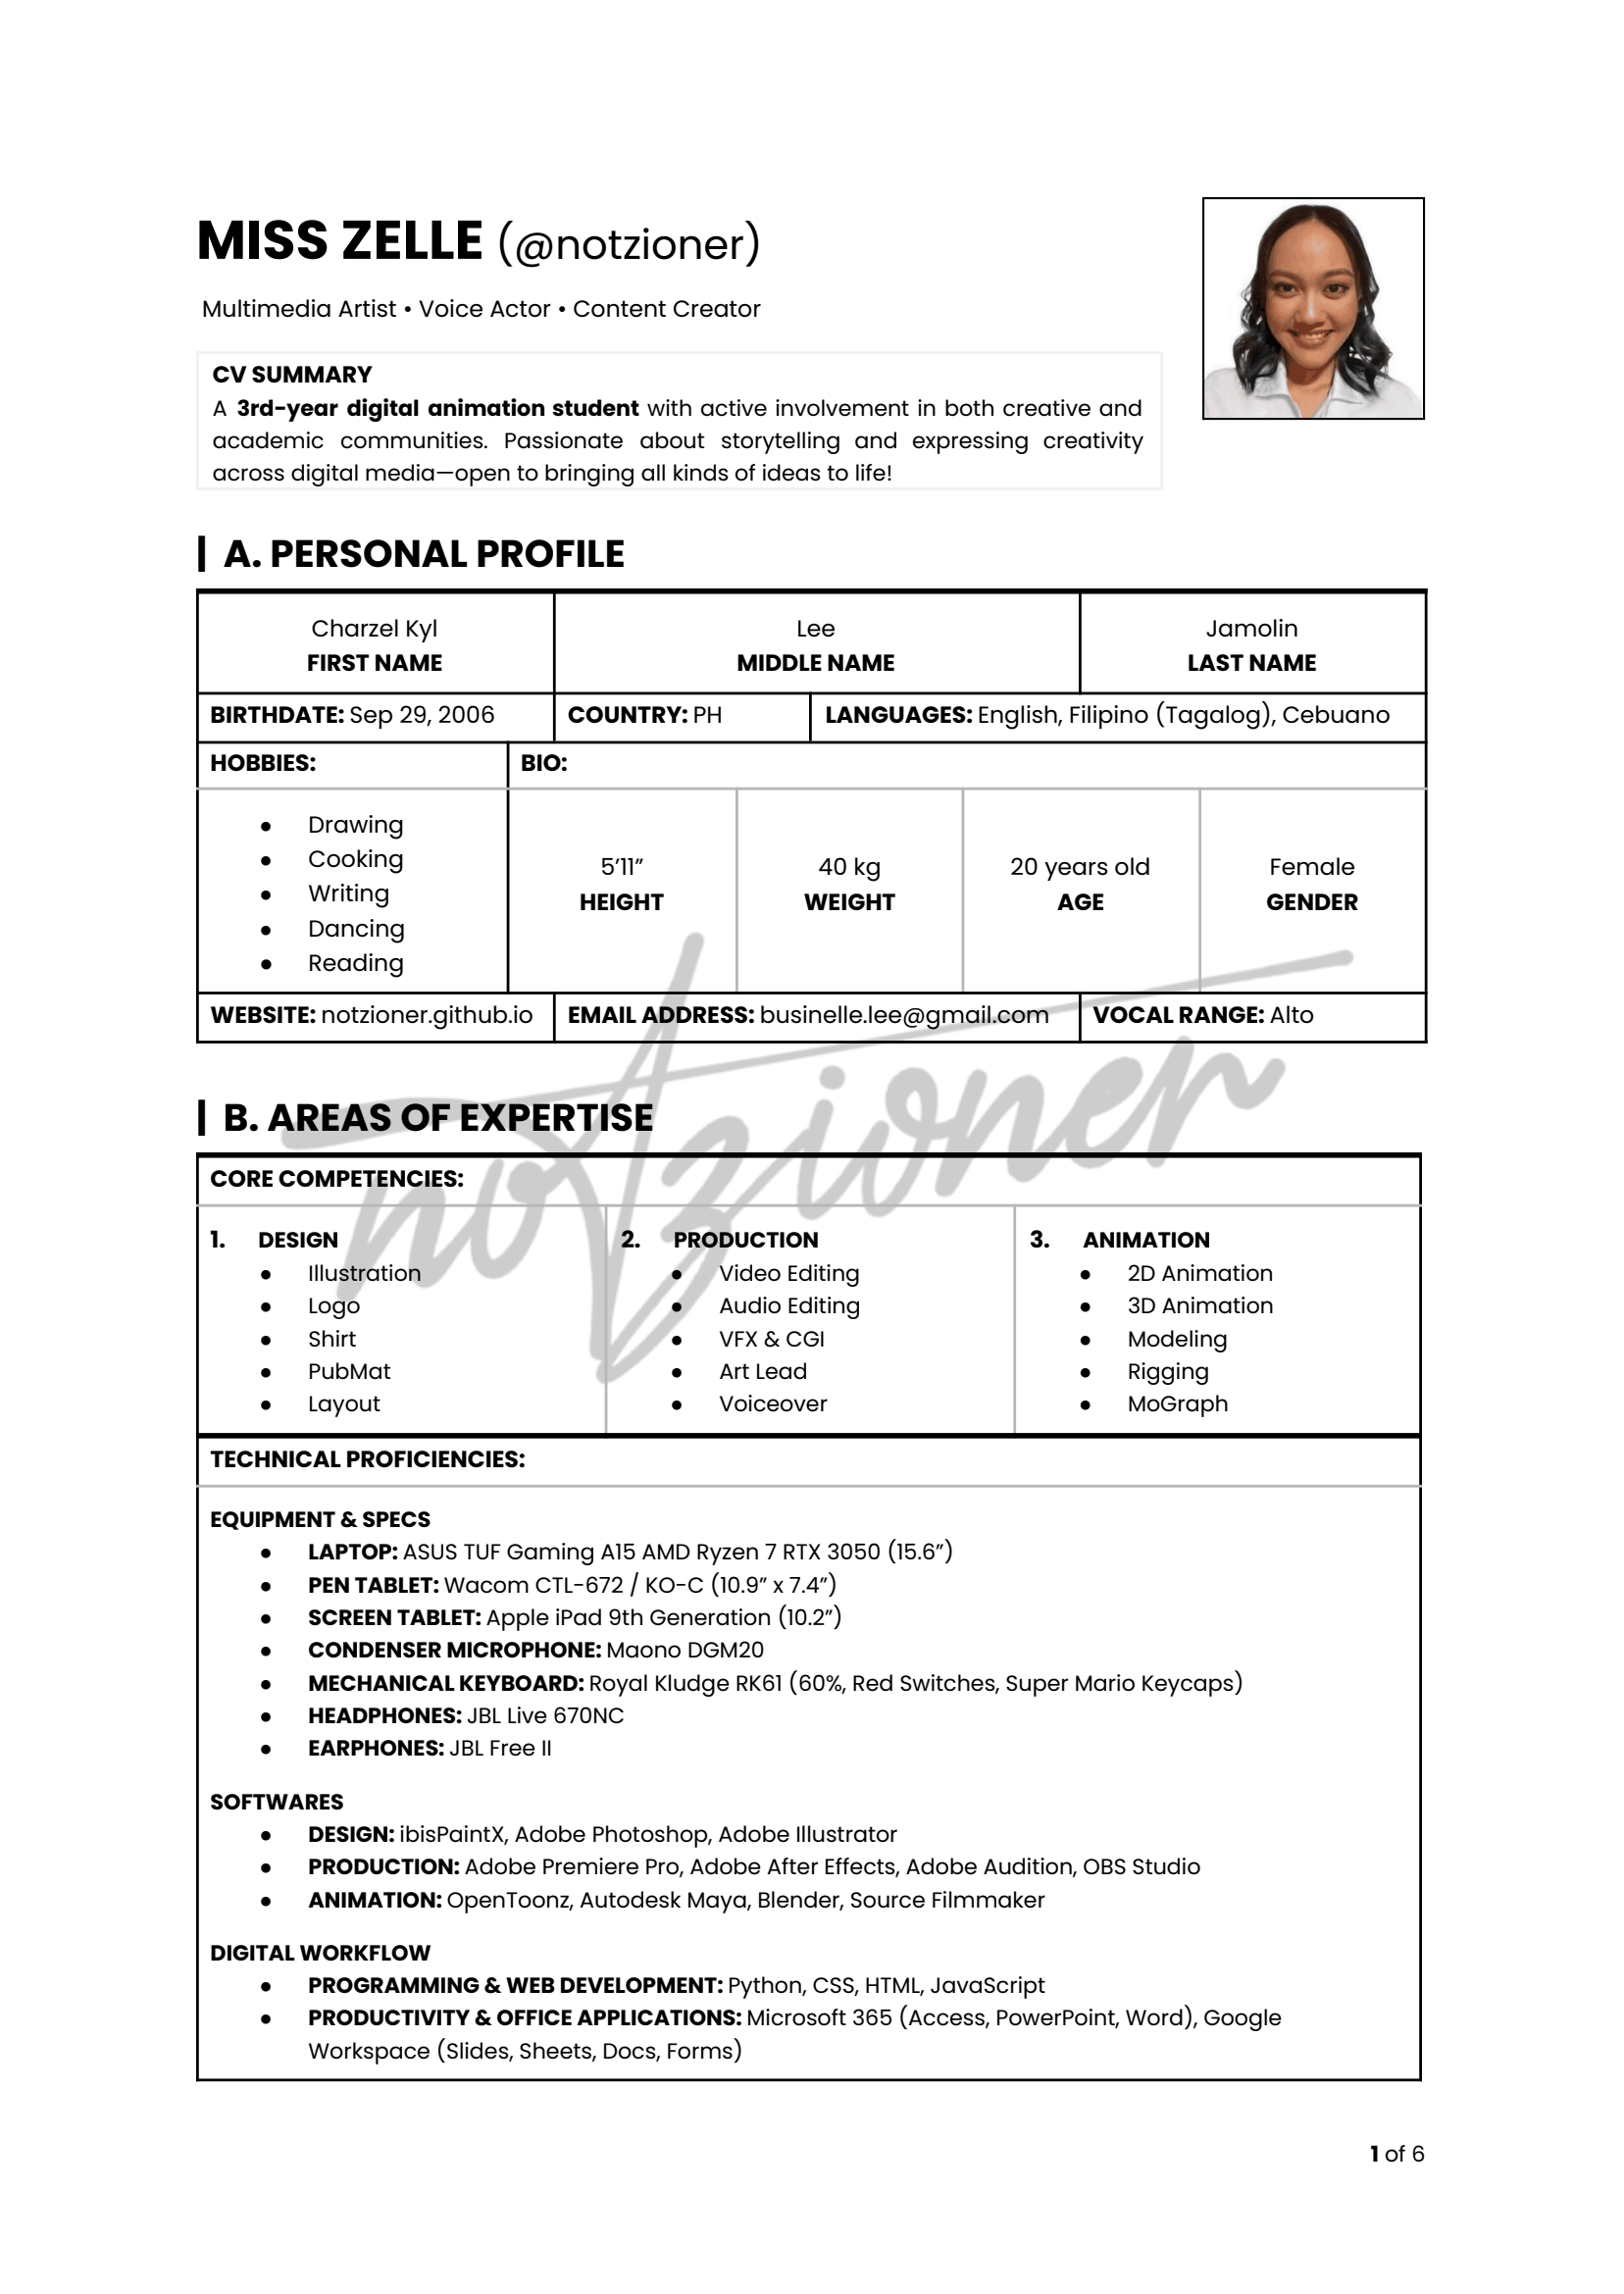 MISS ZELLE (@notzioner)
Multimedia Artist • Voice Actor • Content Creator
CV SUMMARY
A 3rd-year digital animation student with active involvement in both creative and
academic communities. Passionate about storytelling and expressing creativity
across digital media—open to bringing all kinds of ideas to life!
A. PERSONAL PROFILE
Charzel Kyl
FIRST NAME
Lee
MIDDLE NAME
Jamolin
LAST NAME
BIRTHDATE: Sep 29, 2006
COUNTRY: PH
LANGUAGES: English, Filipino (Tagalog), Cebuano
HOBBIES:
● Drawing
● Cooking
● Writing
● Dancing
● Reading
BIO:
5’11”
HEIGHT
40 kg
WEIGHT
20 years old
AGE
Female
GENDER
WEBSITE: notzioner.github.io
EMAIL ADDRESS: businelle.lee@gmail.com
VOCAL RANGE: Alto
notzioner
B. AREAS OF EXPERTISE
CORE COMPETENCIES:
1. DESIGN
● Illustration
● Logo
● Shirt
● PubMat
● Layout
2. PRODUCTION
● Video Editing
● Audio Editing
● VFX & CGI
● Art Lead
● Voiceover
3. ANIMATION
● 2D Animation
● 3D Animation
● Modeling
● Rigging
● MoGraph
TECHNICAL PROFICIENCIES:
EQUIPMENT & SPECS
● LAPTOP: ASUS TUF Gaming A15 AMD Ryzen 7 RTX 3050 (15.6”)
● PEN TABLET: Wacom CTL-672 / KO-C (10.9” x 7.4”)
● SCREEN TABLET: Apple iPad 9th Generation (10.2”)
● CONDENSER MICROPHONE: Maono DGM20
● MECHANICAL KEYBOARD: Royal Kludge RK61 (60%, Red Switches, Super Mario Keycaps)
● HEADPHONES: JBL Live 670NC
● EARPHONES: JBL Free II
SOFTWARES
● DESIGN: ibisPaintX, Adobe Photoshop, Adobe Illustrator
● PRODUCTION: Adobe Premiere Pro, Adobe After Effects, Adobe Audition, OBS Studio
● ANIMATION: OpenToonz, Autodesk Maya, Blender, Source Filmmaker
DIGITAL WORKFLOW
● PROGRAMMING & WEB DEVELOPMENT: Python, CSS, HTML, JavaScript
● PRODUCTIVITY & OFFICE APPLICATIONS: Microsoft 365 (Access, PowerPoint, Word), Google
Workspace (Slides, Sheets, Docs, Forms)
1 of 6